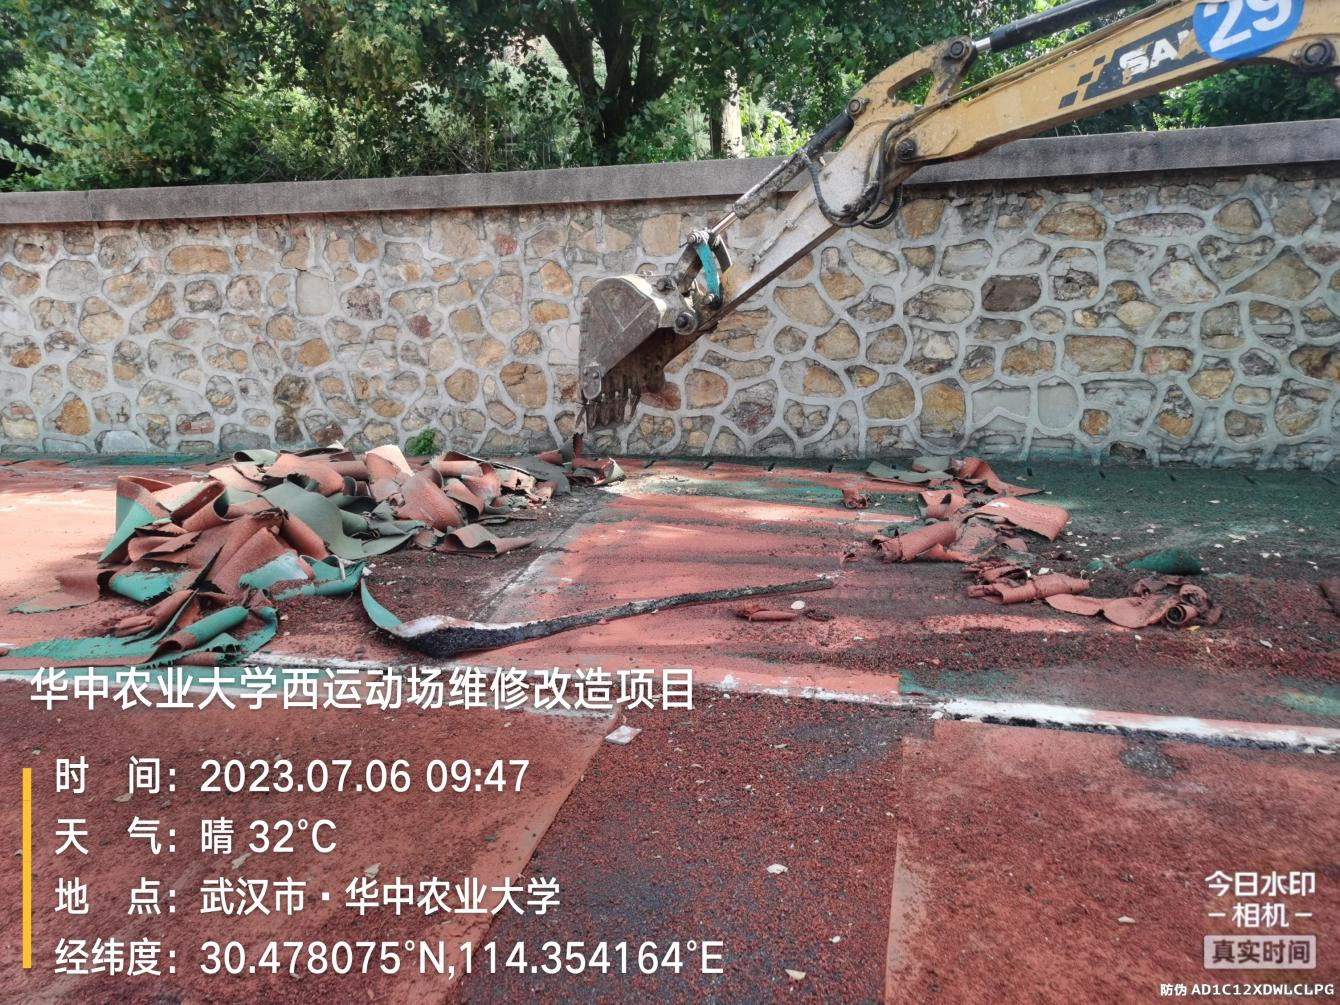 29
SA
华中农业大学西运动场维修改造项目
时 间：2023.07.06 09:47
天 气：晴 32°C
地 点：武汉市·华中农业大学
经纬度：30.478075°N,114.354164°E
今日水印
-相机-
真实时间
防伪 AD1C12XDWLCLPG